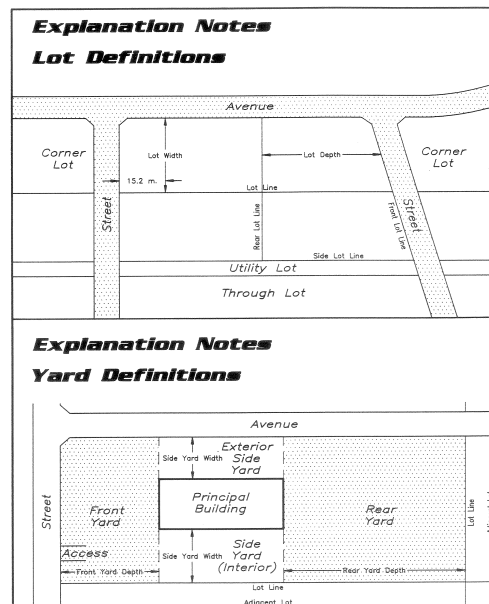 Explanation Notes
Lot Definitions
Avenue
Corner
Lot
Lot Width
Lot Depth
Corner
Lot
15.2 m.
Lot Line
Street
Rear Lot Line
Front Lot Line
Street
Side Lot Line
Utility Lot
Through Lot
Explanation Notes
Yard Definitions
Avenue
Street
Side Yard Width
Exterior
Side
Yard
Front
Yard
Principal
Building
Rear
Yard
Lot Line
Access
Side Yard Width
Side
Yard
(Interior)
Front Yard Depth
Rear Yard Depth
Lot Line
Adjacent Lot